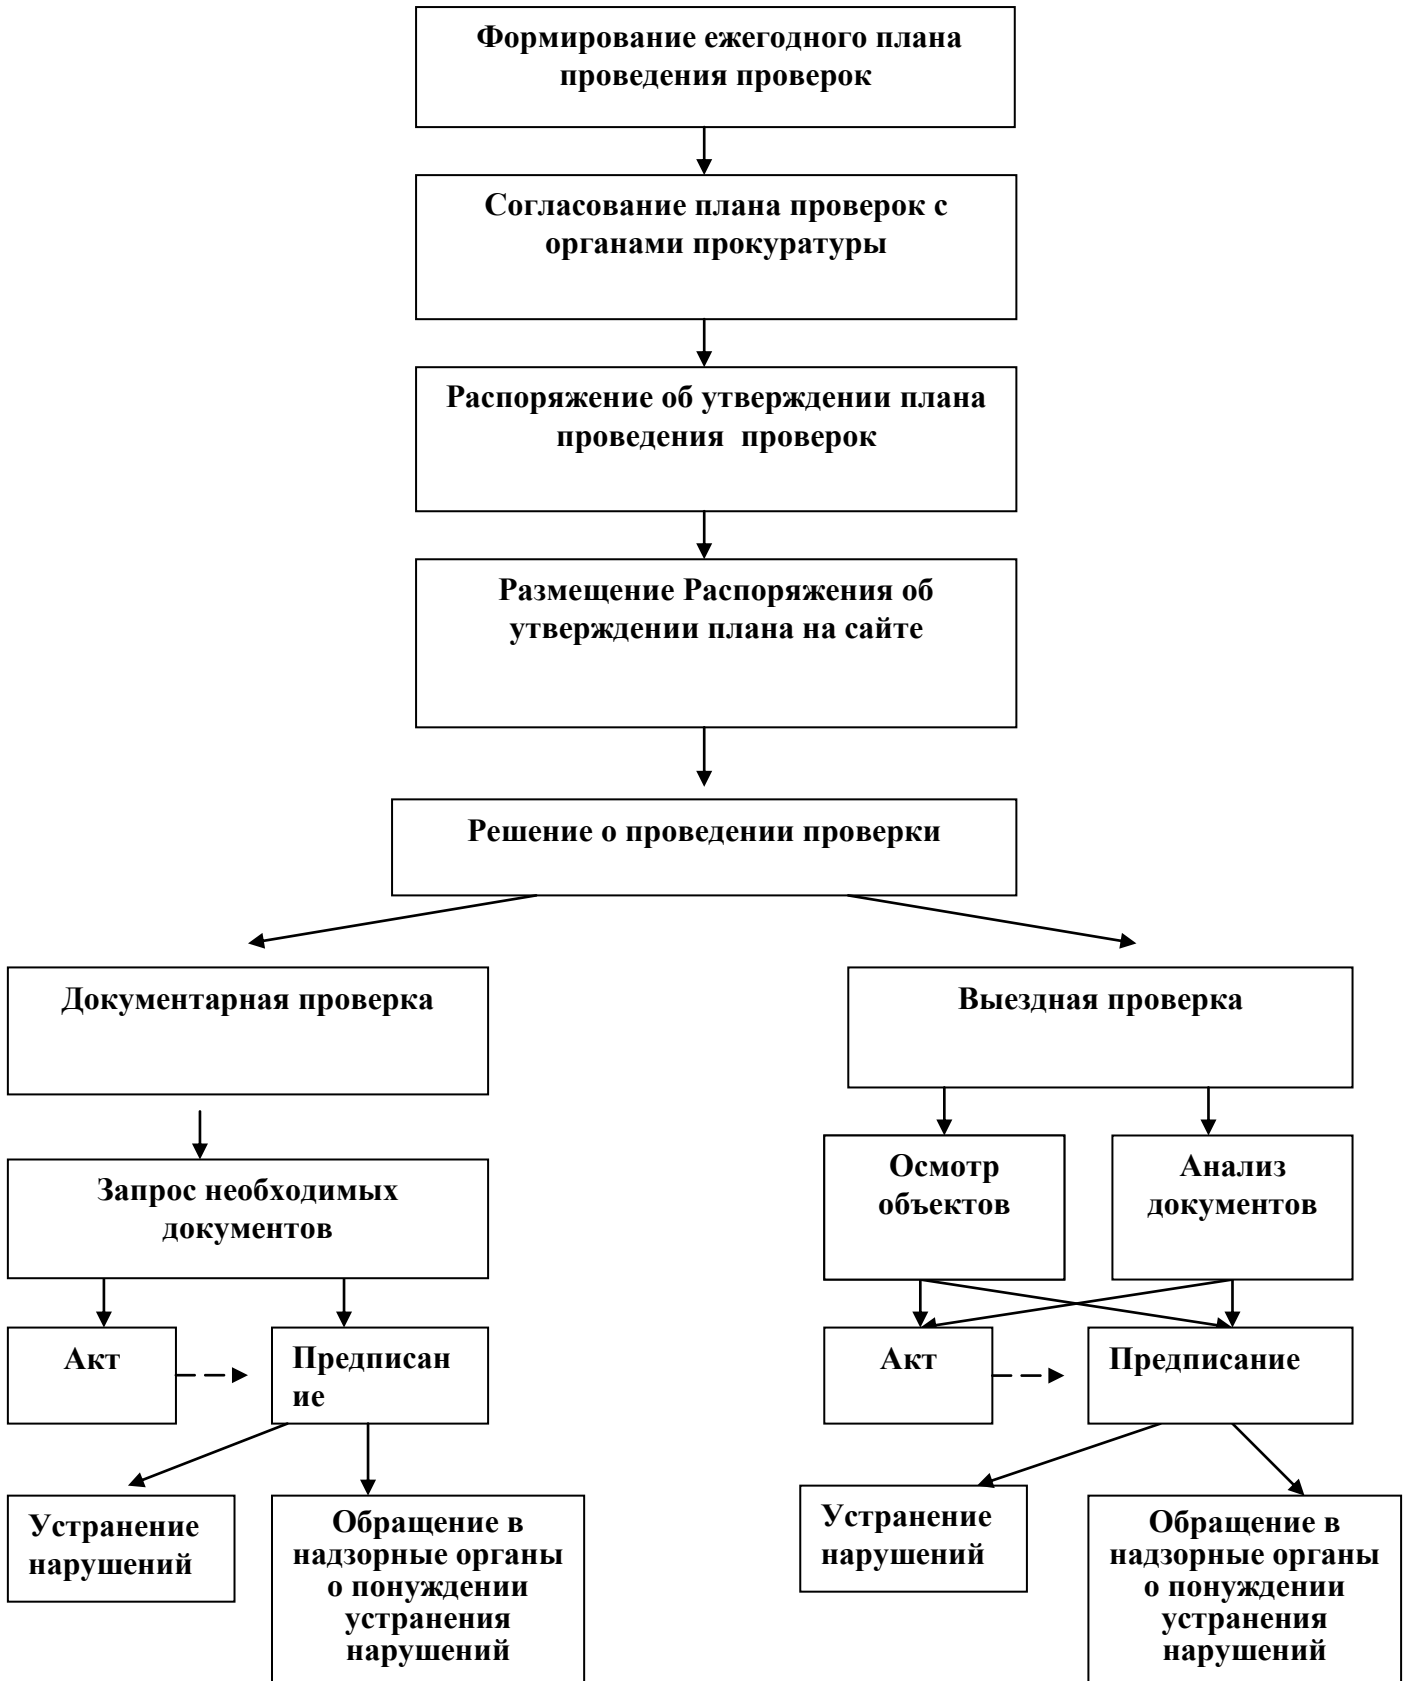 Формирование ежегодного плана
проведения проверок
Согласование плана проверок с
органами прокуратуры
Распоряжение об утверждении плана
проведения  проверок
Размещение Распоряжения об
утверждении плана на сайте
Решение о проведении проверки
Документарная проверка
Выездная проверка
Запрос необходимых
документов
Осмотр
объектов
Анализ
документов
Акт
Предписан
ие
Акт
Предписание
Устранение
нарушений
Обращение в
надзорные органы
о понуждении
устранения
нарушений
Устранение
нарушений
Обращение в
надзорные органы
о понуждении
устранения
нарушений